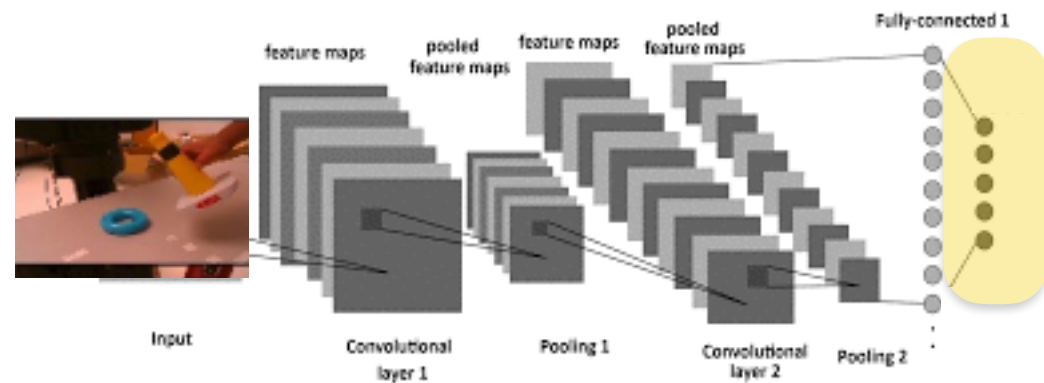 Fully-connected 1
pooled
feature maps
feature maps
pooled
feature maps
feature maps
Input
Convolutional
layer 1
Pooling 1
Convolutional
layer 2
Pooling 2